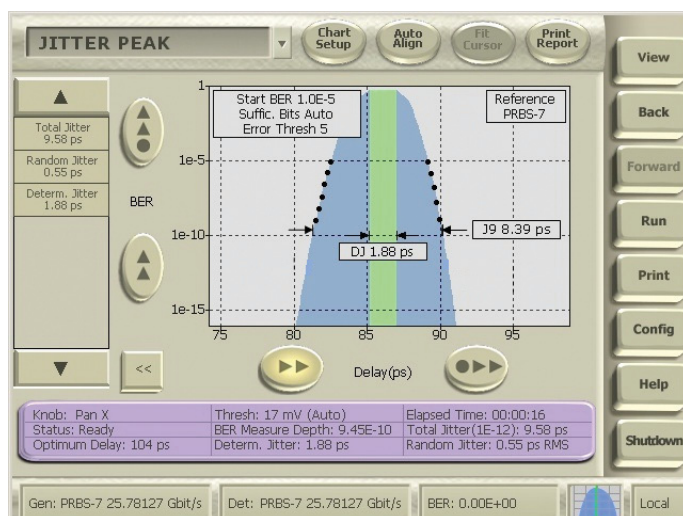 JITTER PEAK
Chart Setup
Auto Align
Fit Cursor
Print Report
View
Back
Forward
Run
Print
Config
Help
Shutdown
Total Jitter
9.58 ps
Random Jitter
0.55 ps
Determ. Jitter
1.88 ps
BER
<<
1
1e-5
1e-10
1e-15
Start BER 1.0E-5
Suffic. Bits Auto
Error Thresh 5
Reference
PRBS-7
J9 8.39 ps
DJ 1.88 ps
75 80 85 90 95
Delay(ps)
Knob: Pan X
Status: Ready
Optimum Delay: 104 ps
Thresh: 17 mV (Auto)
BER Measure Depth: 9.45E-10
Determ. Jitter: 1.88 ps
Elapsed Time: 00:00:16
Total Jitter(1E-12): 9.58 ps
Random Jitter: 0.55 ps RMS
Gen: PRBS-7 25.78127 Gbit/s
Det: PRBS-7 25.78127 Gbit/s
BER: 0.00E+00
Local